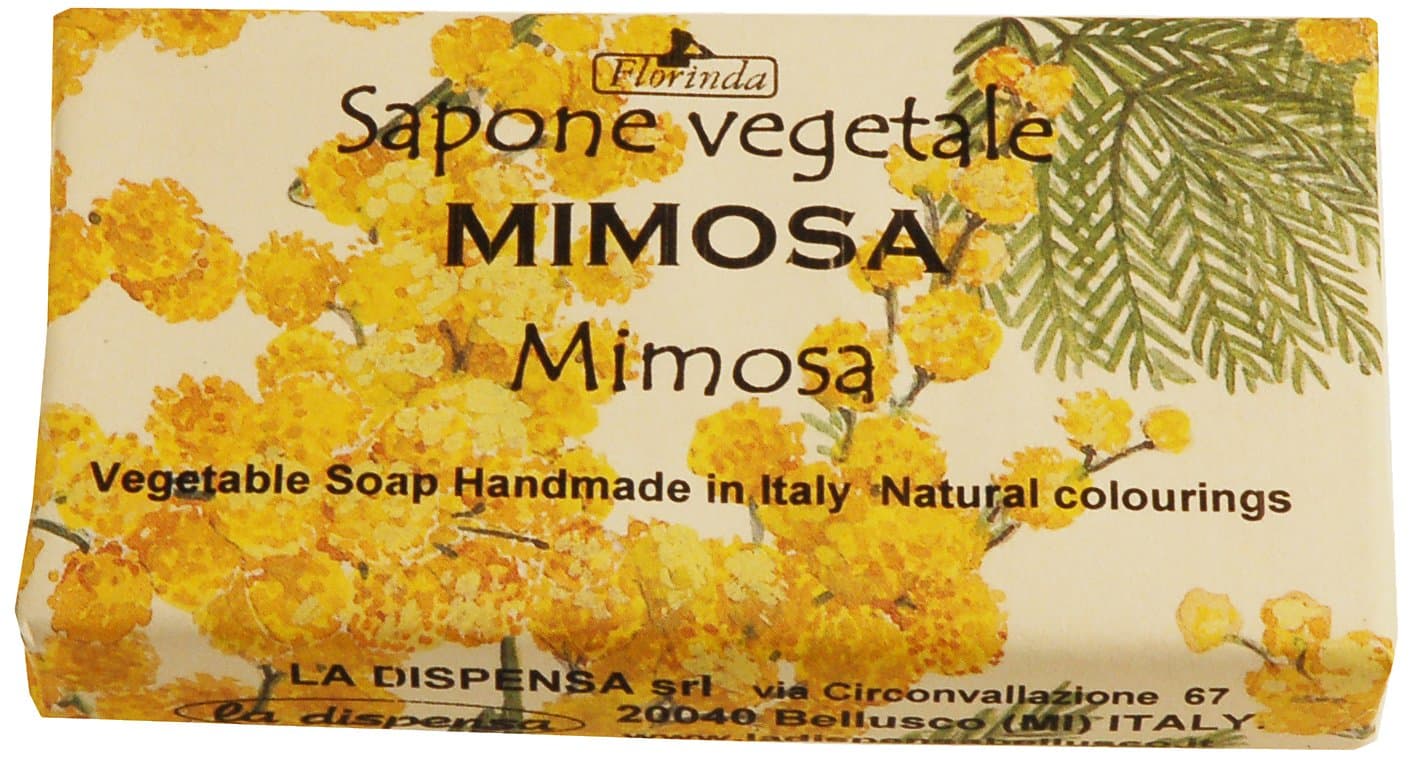 Florinda
Sapone vegetale
MIMOSA
Mimosa
Vegetable Soap Handmade in Italy Natural colourings
LA DISPENSA srl via Circonvallazione 67
la dispensa 20040 Bellusco (MI) ITALY.